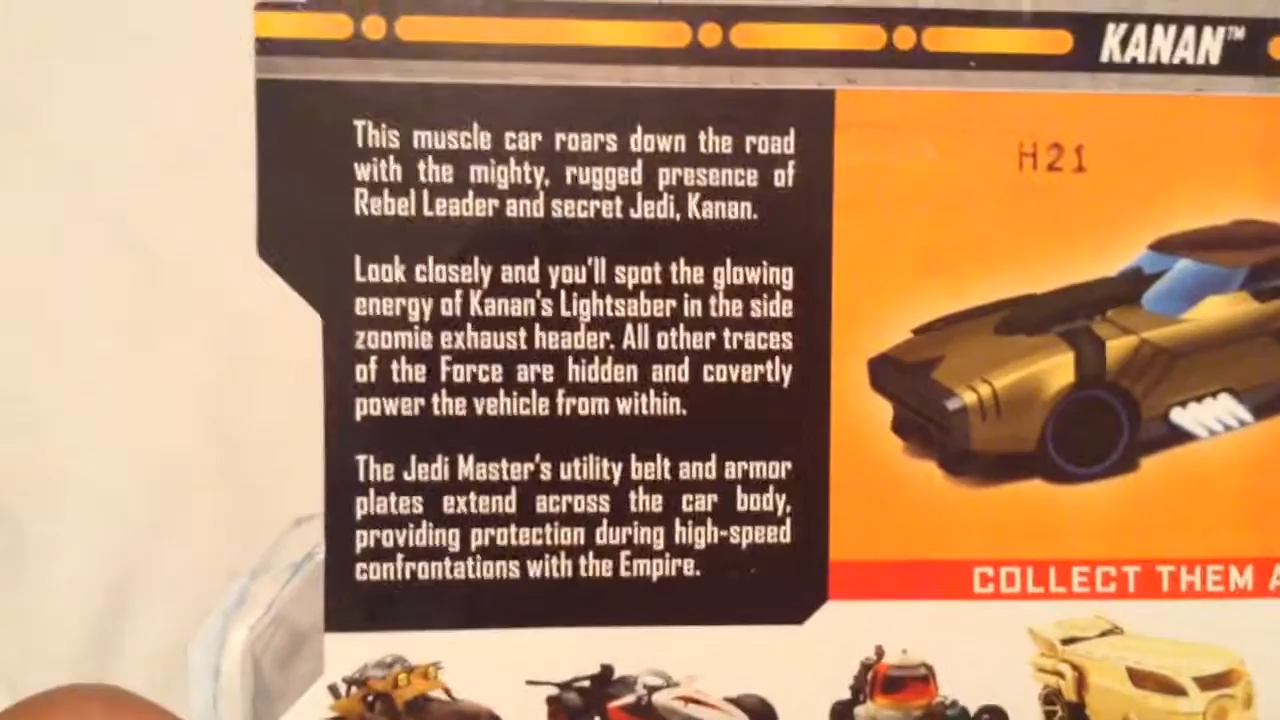 KANAN™
This muscle car roars down the road
with the mighty, rugged presence of
Rebel Leader and secret Jedi, Kanan.
Look closely and you'll spot the glowing
energy of Kanan's Lightsaber in the side
zoomie exhaust header. All other traces
of the Force are hidden and covertly
power the vehicle from within.
The Jedi Master's utility belt and armor
plates extend across the car body,
providing protection during high-speed
confrontations with the Empire.
H21
COLLECT THEM A